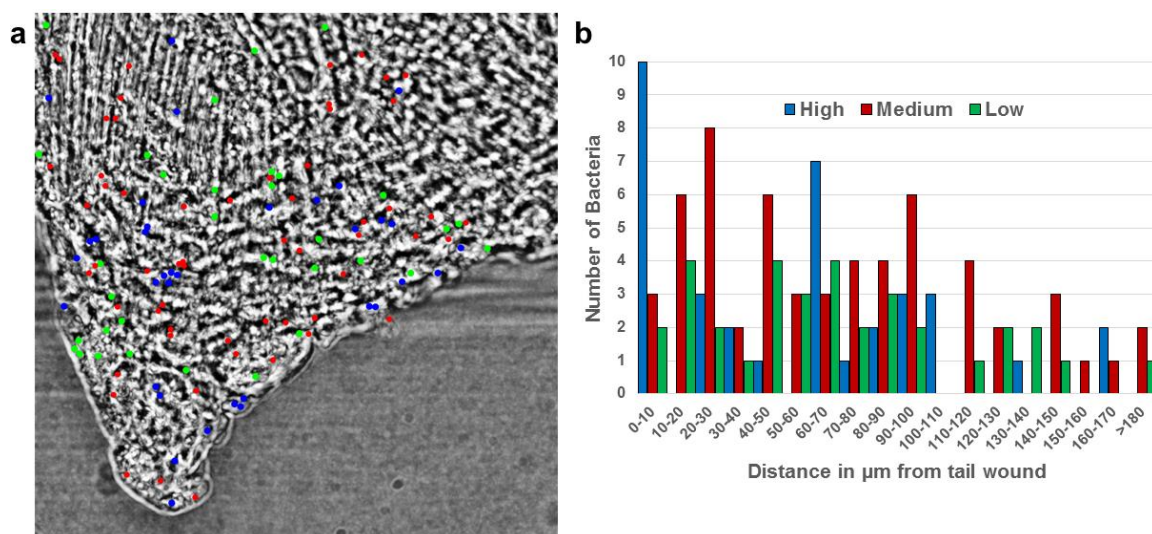 a
b
10
9
8
7
6
5
4
3
2
1
0
Number of Bacteria
High Medium Low
0-10 10-20 20-30 30-40 40-50 50-60 60-70 70-80 80-90 90-100 100-110 110-120 120-130 130-140 140-150 150-160 160-170 >180
Distance in µm from tail wound